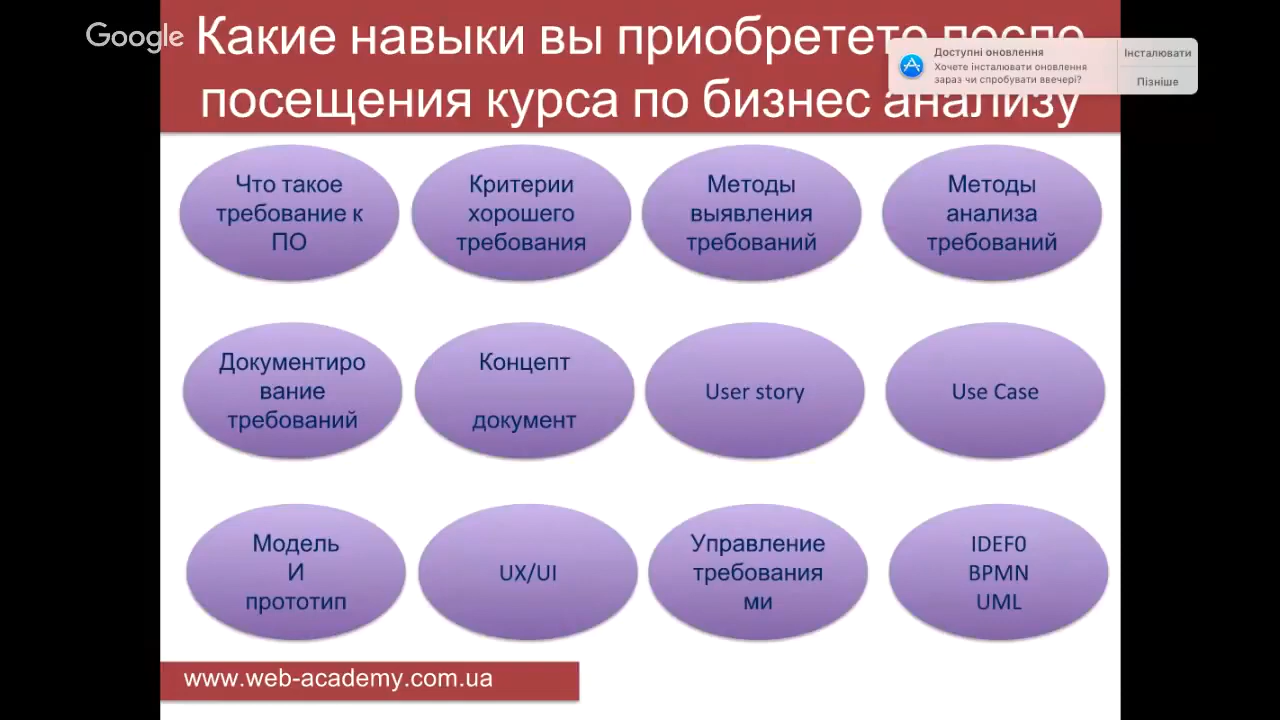 Google
Какие навыки вы приобретете после
посещения курса по бизнес анализу
Доступні оновлення
Хочете інсталювати оновлення
зараз чи спробувати ввечері?
Інсталювати
Пізніше
Что такое
требование к
ПО
Критерии
хорошего
требования
Методы
выявления
требований
Методы
анализа
требований
Документиро
вание
требований
Концепт
документ
User story
Use Case
Модель
И
прототип
UX/UI
Управление
требования
ми
IDEF0
BPMN
UML
www.web-academy.com.ua